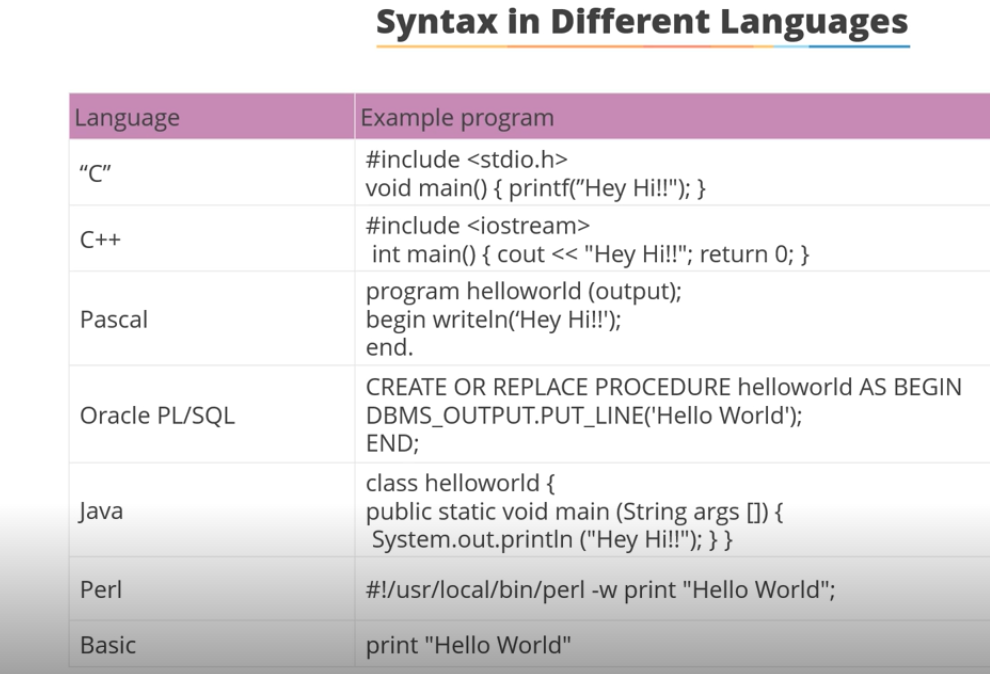 Syntax in Different Languages
Language
Example program
“C”
#include <stdio.h>
void main() { printf(”Hey Hi!!"); }
C++
#include <iostream>
int main() { cout << "Hey Hi!!"; return 0; }
Pascal
program helloworld (output);
begin writeln(‘Hey Hi!!');
end.
Oracle PL/SQL
CREATE OR REPLACE PROCEDURE helloworld AS BEGIN
DBMS_OUTPUT.PUT_LINE('Hello World');
END;
Java
class helloworld {
public static void main (String args []) {
System.out.println ("Hey Hi!!"); } }
Perl
#!/usr/local/bin/perl -w print "Hello World";
Basic
print "Hello World"